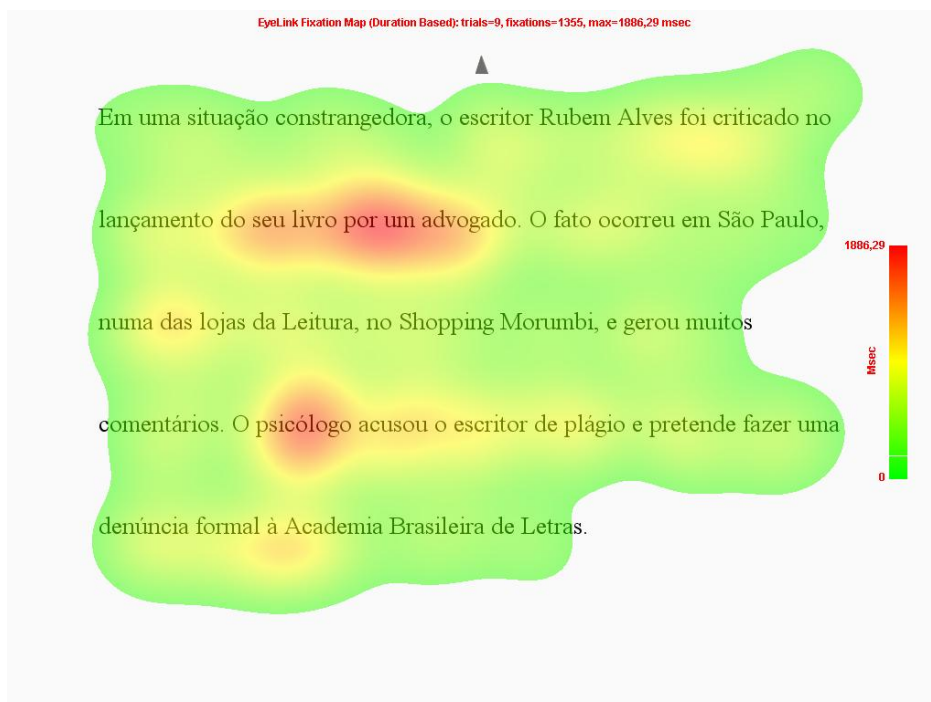 EyeLink Fixation Map (Duration Based): trials=9, fixations=1355, max=1886,29 msec
Em uma situação constrangedora, o escritor Rubem Alves foi criticado no
lançamento do seu livro por um advogado. O fato ocorreu em São Paulo,
1886,29
numa das lojas da Leitura, no Shopping Morumbi, e gerou muitos
Msec
comentários. O psicólogo acusou o escritor de plágio e pretende fazer uma
0
denúncia formal à Academia Brasileira de Letras.